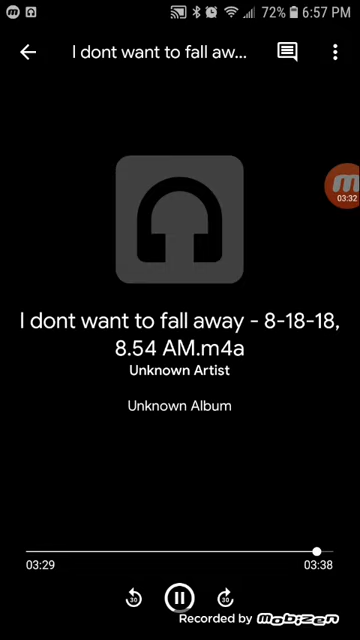 72% 6:57 PM
I dont want to fall aw...
03:32
I dont want to fall away - 8-18-18,
8.54 AM.m4a
Unknown Artist
Unknown Album
03:29 03:38
30 30
Recorded by Mobizen